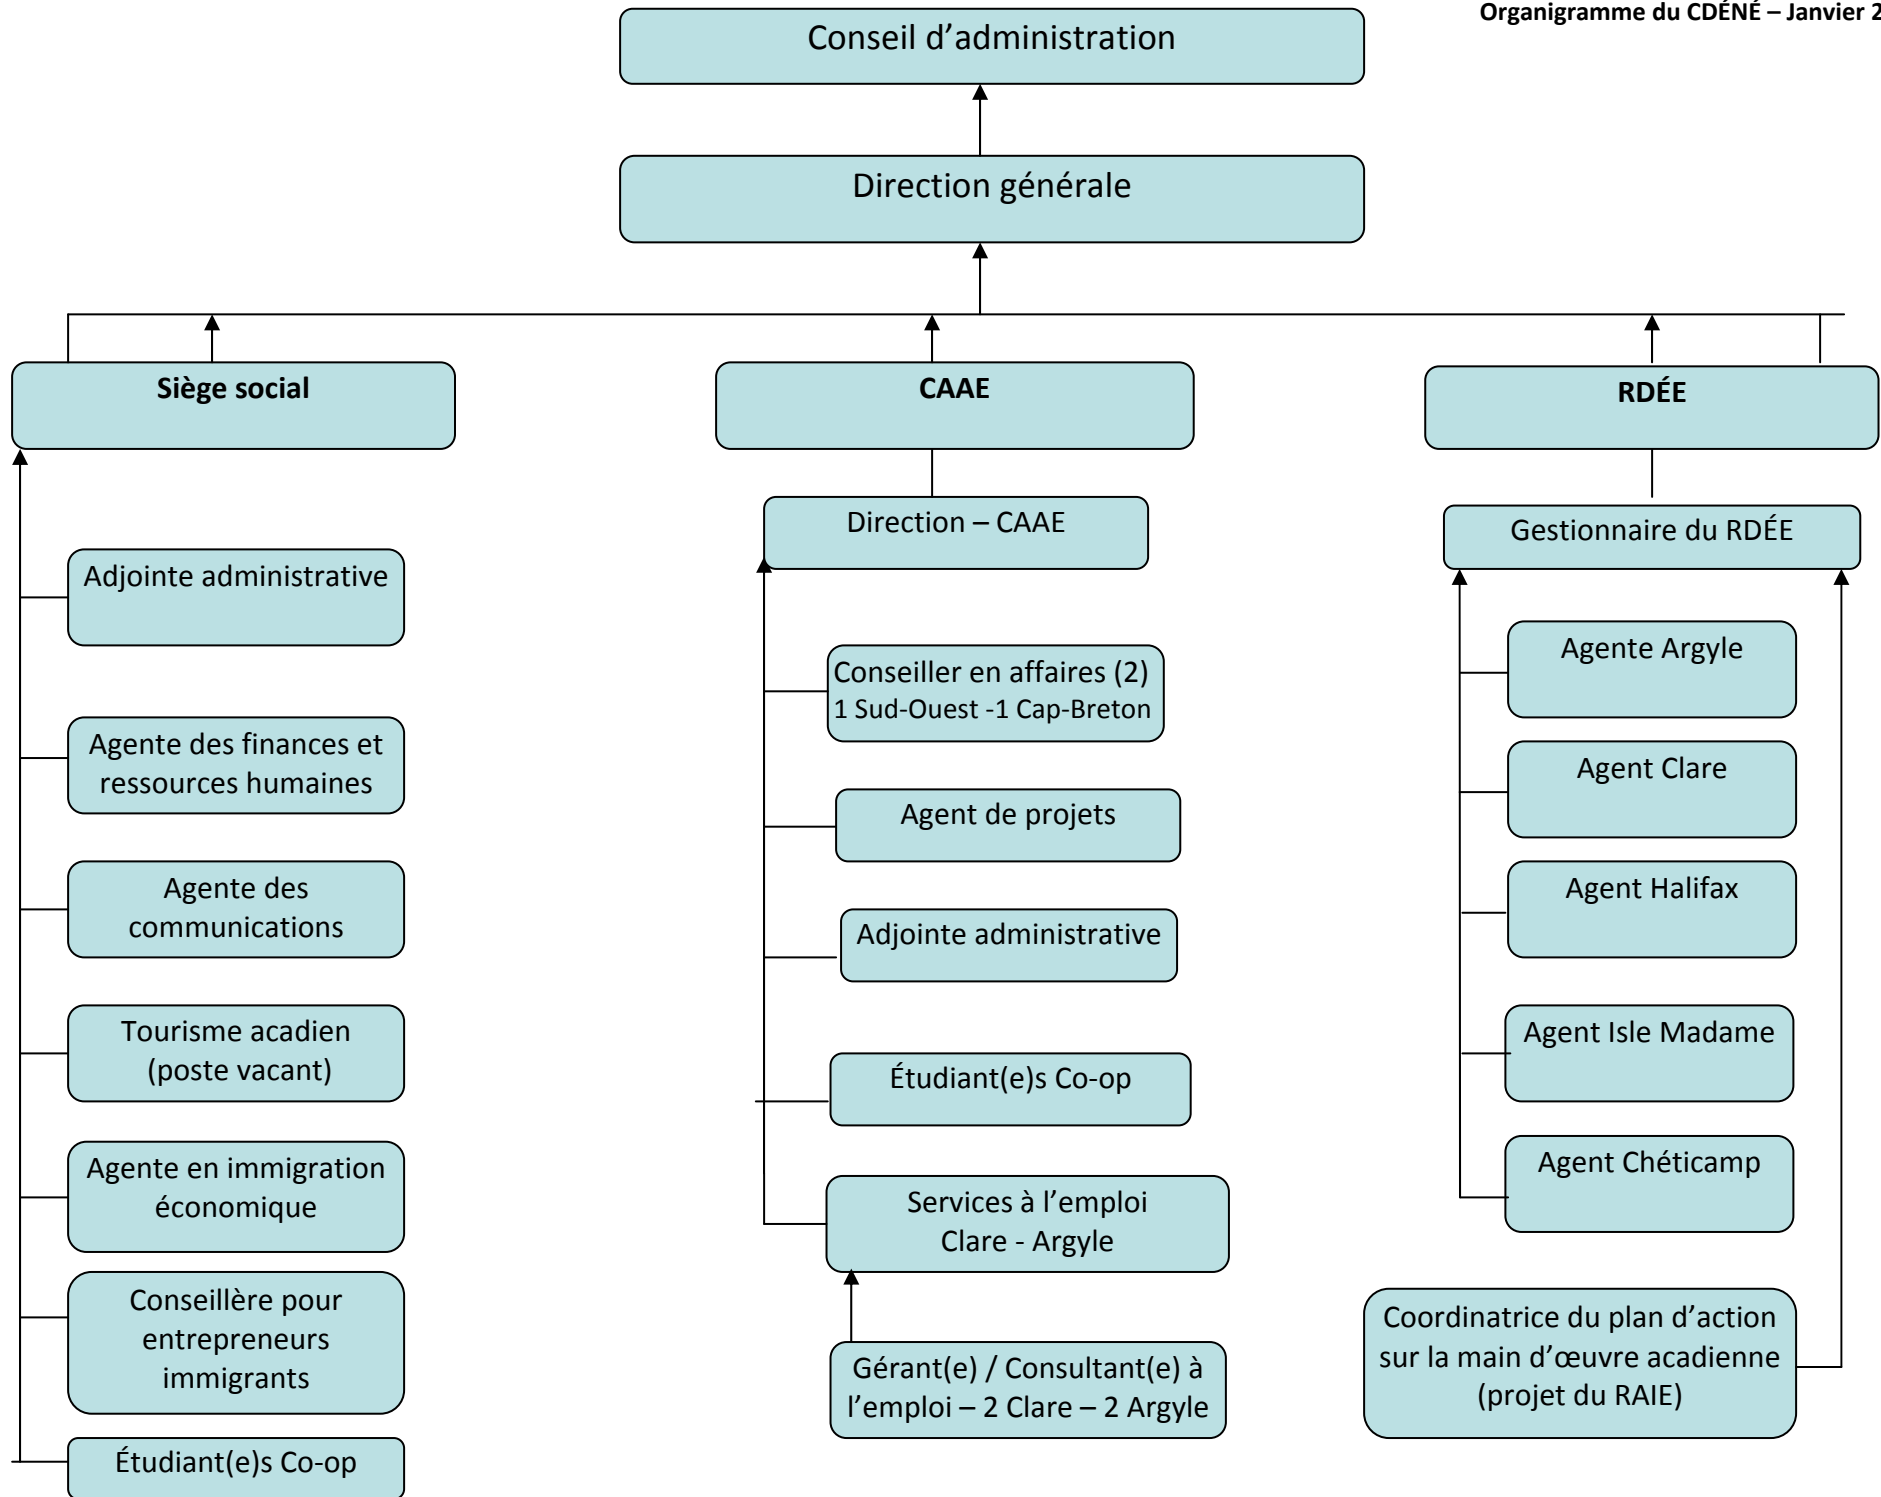 Organigramme du CDÉNÉ – Janvier 2
Conseil d’administration
Direction générale
Siège social
Adjointe administrative
Agente des finances et
ressources humaines
Agente des
communications
Tourisme acadien
(poste vacant)
Agente en immigration
économique
Conseillère pour
entrepreneurs
immigrants
Étudiant(e)s Co-op
CAAE
Direction – CAAE
Conseiller en affaires (2)
1 Sud-Ouest -1 Cap-Breton
Agent de projets
Adjointe administrative
Étudiant(e)s Co-op
Services à l’emploi
Clare - Argyle
Gérant(e) / Consultant(e) à
l’emploi – 2 Clare – 2 Argyle
RDÉE
Gestionnaire du RDÉE
Agente Argyle
Agent Clare
Agent Halifax
Agent Isle Madame
Agent Chéticamp
Coordinatrice du plan d’action
sur la main d’œuvre acadienne
(projet du RAIE)